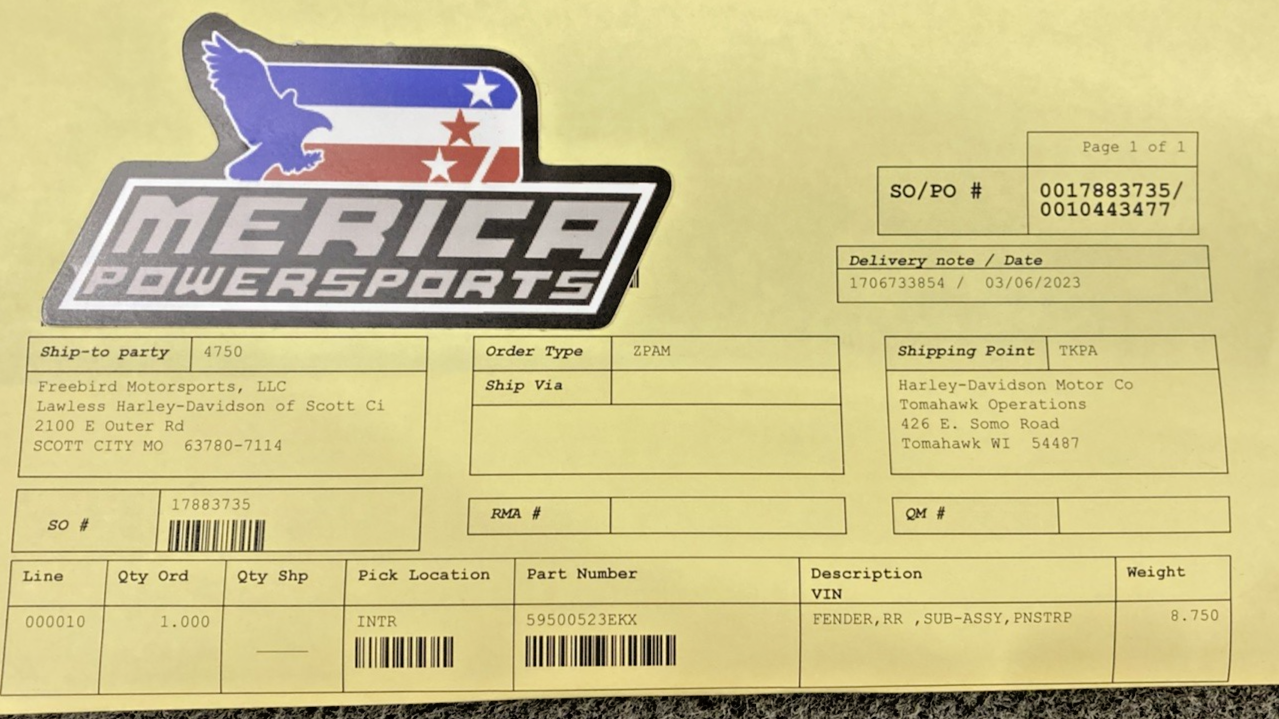 MERICA
POWERSPORTS
Page 1 of 1
SO/PO #
0017883735/
0010443477
Delivery note / Date
1706733854 / 03/06/2023
Ship-to party 4750
Freebird Motorsports, LLC
Lawless Harley-Davidson of Scott Ci
2100 E Outer Rd
SCOTT CITY MO 63780-7114
Order Type ZPAM
Ship Via
Shipping Point TKPA
Harley-Davidson Motor Co
Tomahawk Operations
426 E. Somo Road
Tomahawk WI 54487
SO # 17883735
RMA #
QM #
Line Qty Ord Qty Shp Pick Location Part Number Description Weight
VIN
000010 1.000 INTR 59500523EKX FENDER,RR ,SUB-ASSY,PNSTRP 8.750